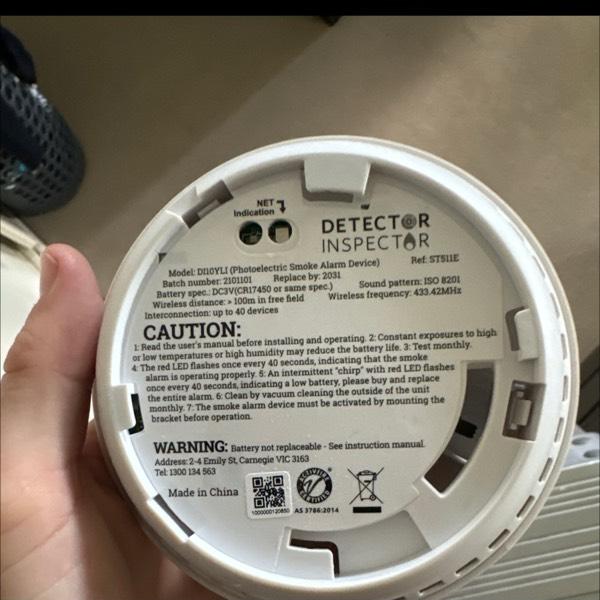 NET
Indication
DETECTOR
INSPECTOR
Model: DI10YLI (Photoelectric Smoke Alarm Device)
Ref: ST511E
Batch number: 2101101 Replace by: 2031
Battery spec.: DC3V(CR17450 or same spec.)
Sound pattern: ISO 8201
Wireless distance: > 100m in free field
Wireless frequency: 433.42MHz
Interconnection: up to 40 devices
CAUTION:
1: Read the user's manual before installing and operating. 2: Constant exposures to high
or low temperatures or high humidity may reduce the battery life. 3: Test monthly.
4: The red LED flashes once every 40 seconds, indicating that the smoke
alarm is operating properly. 5: An intermittent "chirp" with red LED flashes
once every 40 seconds, indicating a low battery, please buy and replace
the entire alarm. 6: Clean by vacuum cleaning the outside of the unit
monthly. 7: The smoke alarm device must be activated by mounting the
bracket before operation.
WARNING: Battery not replaceable - See instruction manual.
Address: 2-4 Emily St, Carnegie VIC 3163
Tel: 1300 134 563
Made in China
ACTIVFIRE
CERTIFIED
AS 3786:2014